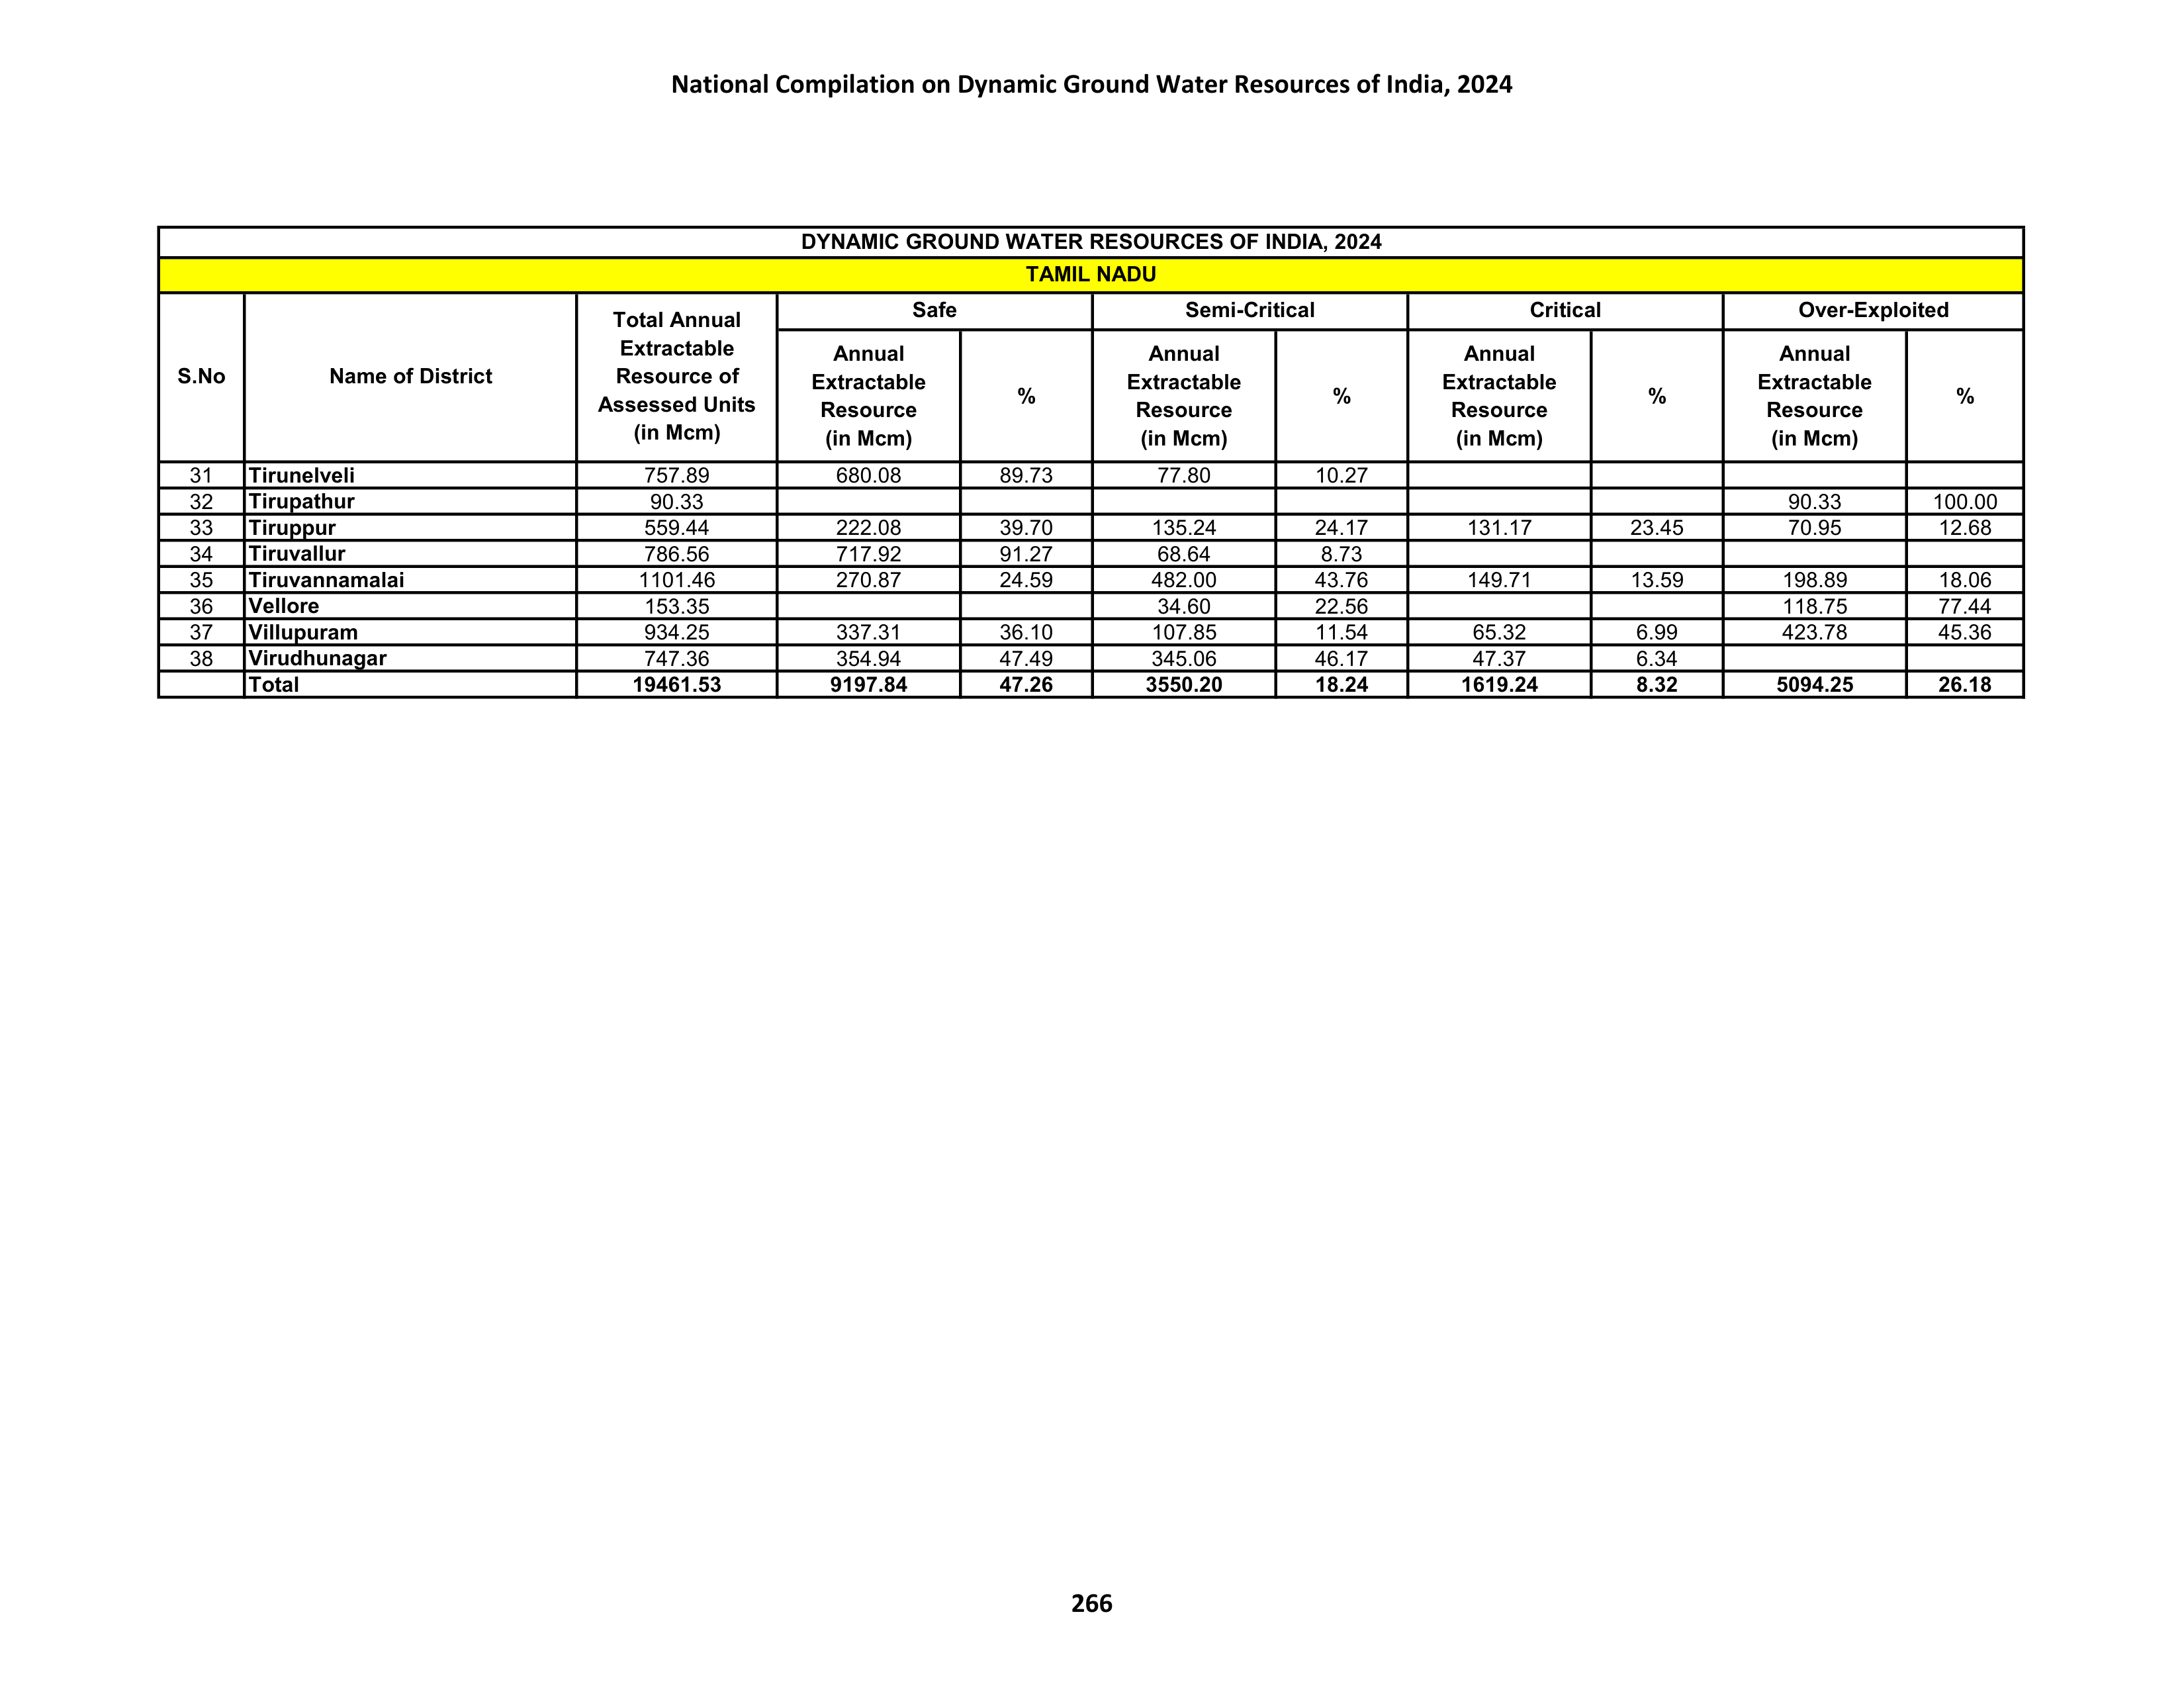 National Compilation on Dynamic Ground Water Resources of India, 2024
DYNAMIC GROUND WATER RESOURCES OF INDIA, 2024
TAMIL NADU
S.No
Name of District
Total Annual
Extractable
Resource of
Assessed Units
(in Mcm)
Safe
Semi-Critical
Critical
Over-Exploited
Annual
Extractable
Resource
(in Mcm)
%
Annual
Extractable
Resource
(in Mcm)
%
Annual
Extractable
Resource
(in Mcm)
%
Annual
Extractable
Resource
(in Mcm)
%
31 Tirunelveli 757.89 680.08 89.73 77.80 10.27
32 Tirupathur 90.33 90.33 100.00
33 Tiruppur 559.44 222.08 39.70 135.24 24.17 131.17 23.45 70.95 12.68
34 Tiruvallur 786.56 717.92 91.27 68.64 8.73
35 Tiruvannamalai 1101.46 270.87 24.59 482.00 43.76 149.71 13.59 198.89 18.06
36 Vellore 153.35 34.60 22.56 118.75 77.44
37 Villupuram 934.25 337.31 36.10 107.85 11.54 65.32 6.99 423.78 45.36
38 Virudhunagar 747.36 354.94 47.49 345.06 46.17 47.37 6.34
Total 19461.53 9197.84 47.26 3550.20 18.24 1619.24 8.32 5094.25 26.18
266